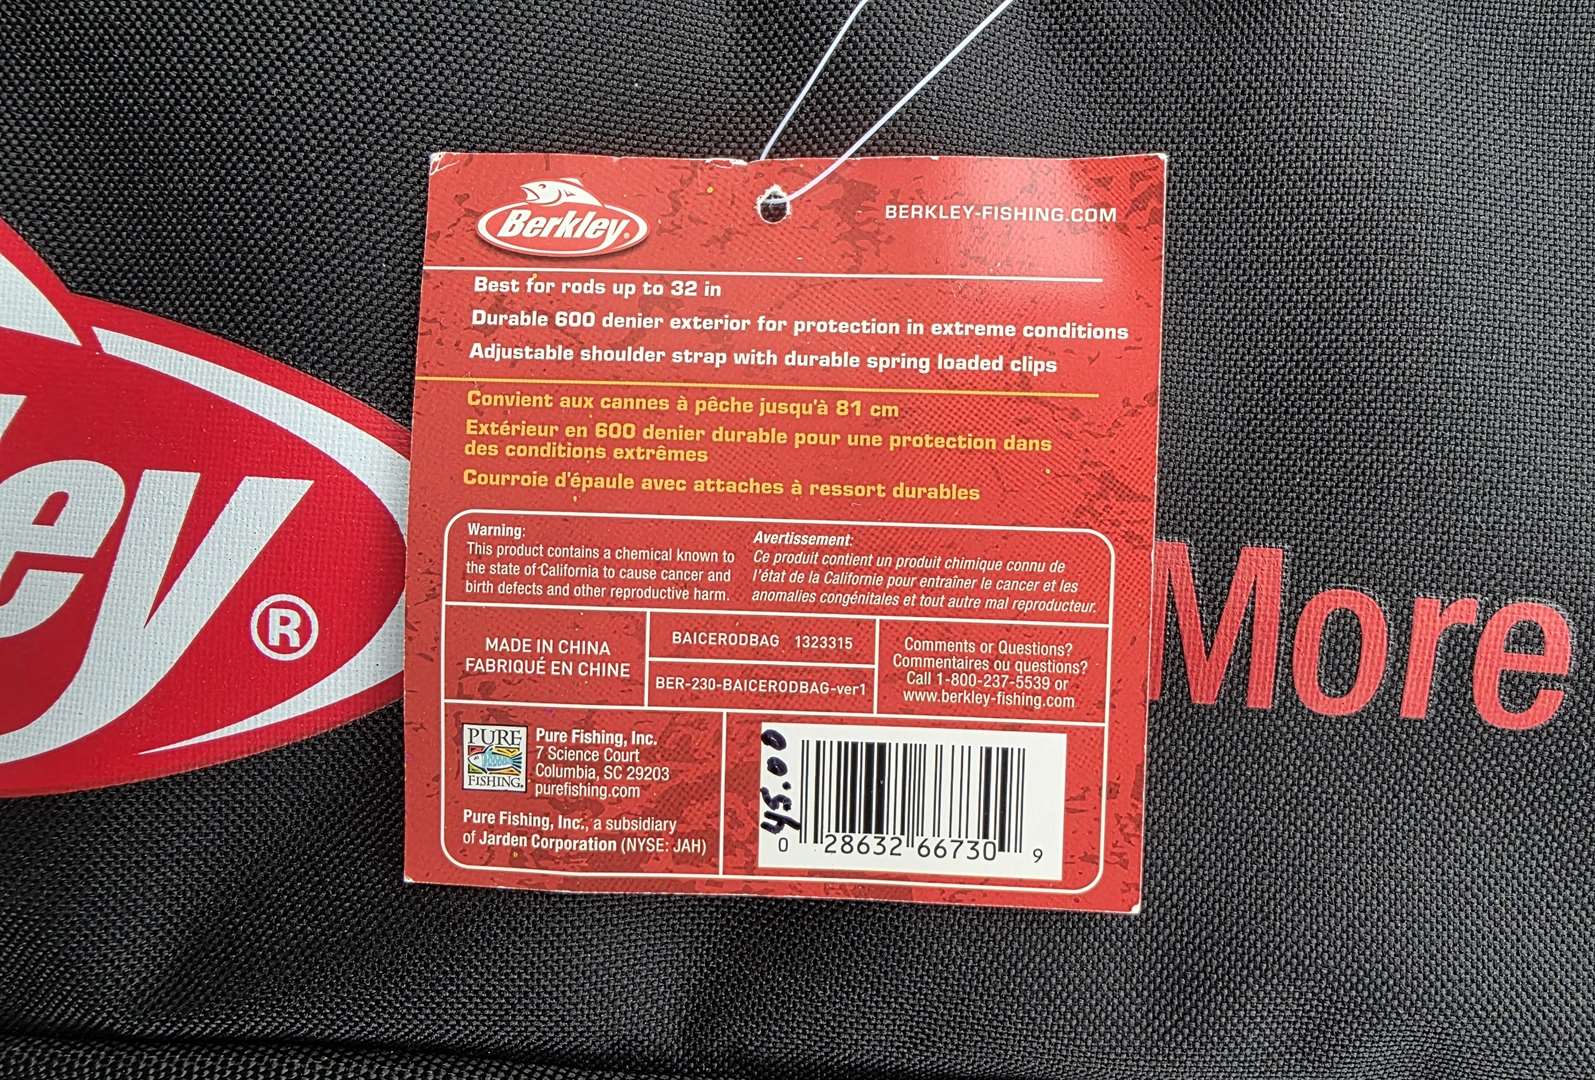 Berkley®
BERKLEY-FISHING.COM
Best for rods up to 32 in
Durable 600 denier exterior for protection in extreme conditions
Adjustable shoulder strap with durable spring loaded clips
Convient aux cannes à pêche jusqu'à 81 cm
Extérieur en 600 denier durable pour une protection dans
des conditions extrêmes
Courroie d'épaule avec attaches à ressort durables
Warning:
This product contains a chemical known to
the state of California to cause cancer and
birth defects and other reproductive harm.
Avertissement:
Ce produit contient un produit chimique connu de
l'état de la Californie pour entraîner le cancer et les
anomalies congénitales et tout autre mal reproducteur.
MADE IN CHINA
FABRIQUÉ EN CHINE
BAICERODBAG 1323315
BER-230-BAICERODBAG-ver1
Comments or Questions?
Commentaires ou questions?
Call 1-800-237-5539 or
www.berkley-fishing.com
PURE
FISHING®
Pure Fishing, Inc.
7 Science Court
Columbia, SC 29203
purefishing.com
Pure Fishing, Inc., a subsidiary
of Jarden Corporation (NYSE: JAH)
45.00
0 28632 66730 9
ey®
More